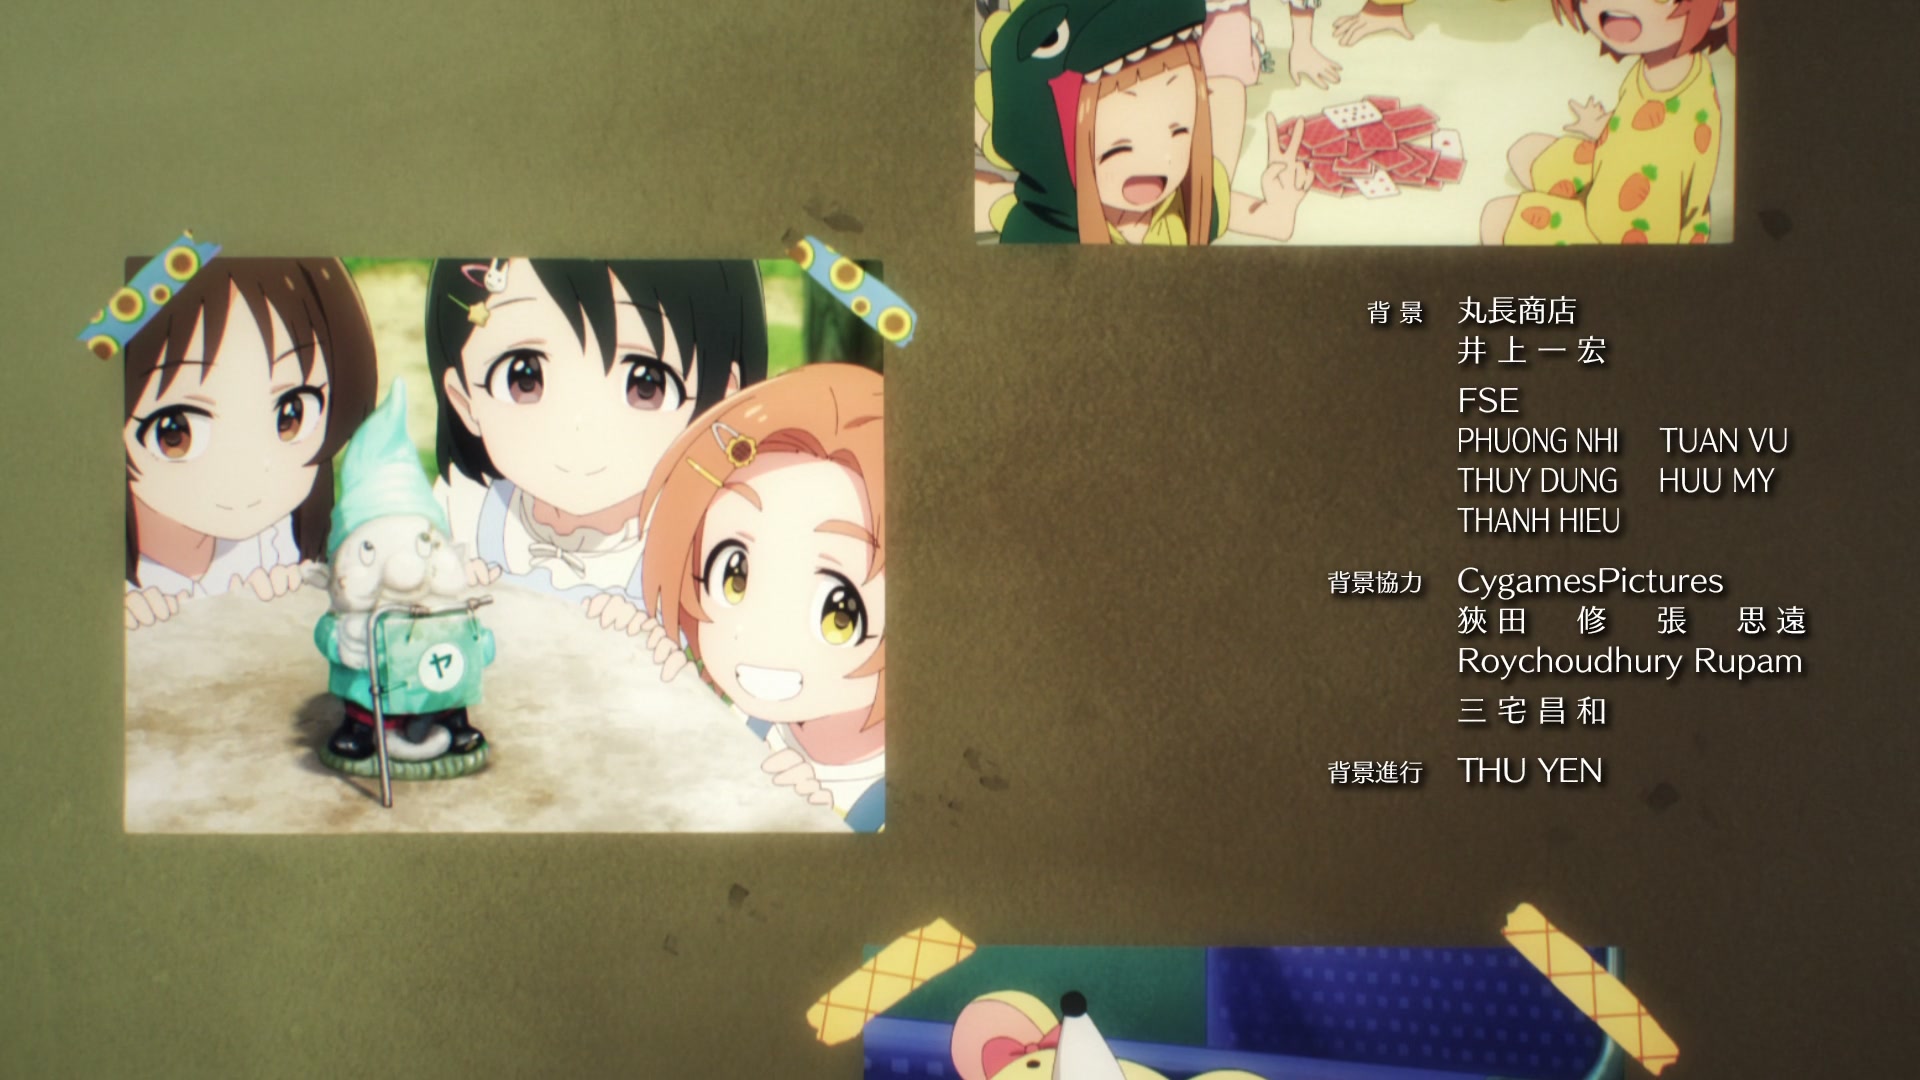 ヤ
背景 丸長商店
井上一宏
FSE
PHUONG NHI TUAN VU
THUY DUNG HUU MY
THANH HIEU
背景協力 CygamesPictures
狹田 修 張 思遠
Roychoudhury Rupam
三宅昌和
背景進行 THU YEN